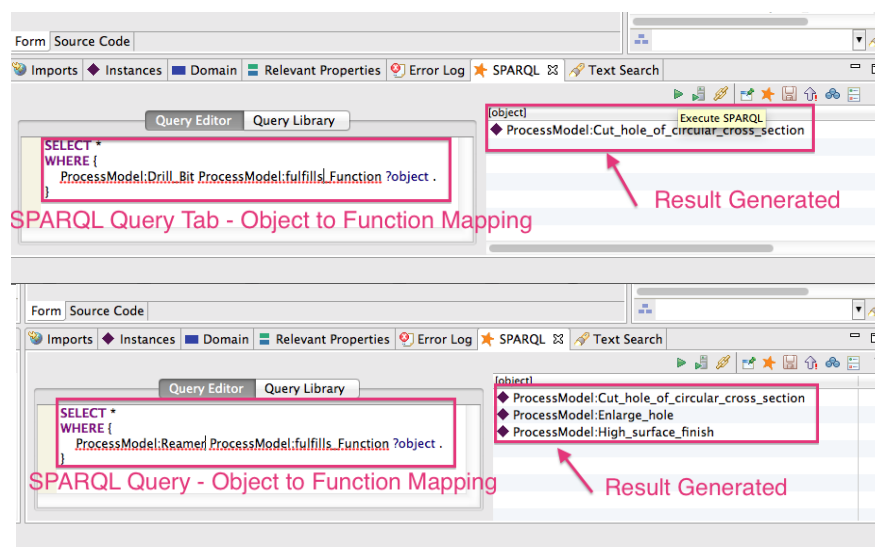 Form Source Code
Imports Instances Domain Relevant Properties Error Log SPARQL Text Search
Query Editor Query Library
[object]
Execute SPARQL
ProcessModel:Cut_hole_of_circular_cross_section
SELECT *
WHERE {
ProcessModel:Drill_Bit ProcessModel:fulfills_Function ?object .
}
Result Generated
SPARQL Query Tab - Object to Function Mapping
Form Source Code
Imports Instances Domain Relevant Properties Error Log SPARQL Text Search
Query Editor Query Library
[object]
ProcessModel:Cut_hole_of_circular_cross_section
ProcessModel:Enlarge_hole
ProcessModel:High_surface_finish
SELECT *
WHERE {
ProcessModel:Reamer ProcessModel:fulfills_Function ?object .
}
SPARQL Query - Object to Function Mapping
Result Generated